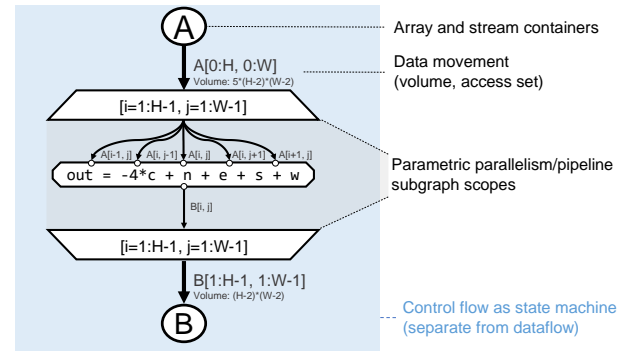 A
Array and stream containers
A[0:H, 0:W]
Volume: 5*(H-2)*(W-2)
Data movement
(volume, access set)
[i=1:H-1, j=1:W-1]
A[i-1, j] A[i, j-1] A[i, j] A[i, j+1] A[i+1, j]
out = -4*c + n + e + s + w
Parametric parallelism/pipeline
subgraph scopes
B[i, j]
[i=1:H-1, j=1:W-1]
B[1:H-1, 1:W-1]
Volume: (H-2)*(W-2)
B
Control flow as state machine
(separate from dataflow)